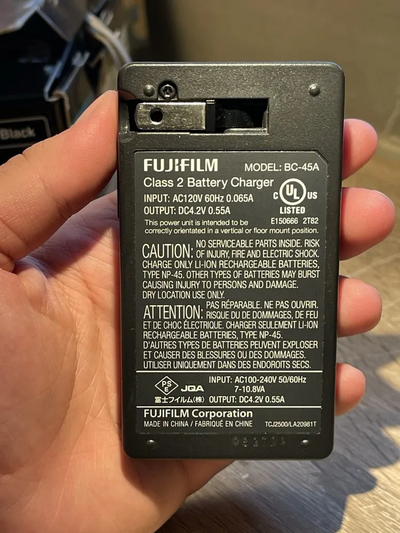 Black
FUJIFILM MODEL: BC-45A
Class 2 Battery Charger
INPUT: AC120V 60Hz 0.065A
OUTPUT: DC4.2V 0.55A
This power unit is intended to be
correctly orientated in a vertical or floor mount position.
C UL US
LISTED
E150666 2T82
CAUTION: NO SERVICEABLE PARTS INSIDE. RISK
OF INJURY, FIRE AND ELECTRIC SHOCK.
CHARGE ONLY LI-ION RECHARGEABLE BATTERIES,
TYPE NP-45. OTHER TYPES OF BATTERIES MAY BURST
CAUSING INJURY TO PERSONS AND DAMAGE.
DRY LOCATION USE ONLY.
ATTENTION: PAS RÉPARABLE. NE PAS OUVRIR.
RISQUE DU DE DOMMAGES, DE FEU
ET DE CHOC ÉLECTRIQUE. CHARGER SEULEMENT LI-ION
RECHARGEABLE BATTERIES, TYPE NP-45.
D'AUTRES TYPES DE BATTERIES PEUVENT EXPLOSER
ET CAUSER DES BLESSURES OU DES DOMMAGES.
UTILISER UNIQUEMENT DANS DES ENDROITS SECS.
PSE JQA INPUT: AC100-240V 50/60Hz
7-10.8VA
富士フイルム(株) OUTPUT: DC4.2V 0.55A
FUJIFILM Corporation
MADE IN CHINA / FABRIQUÉ EN CHINE TCJ2500/LA20981T